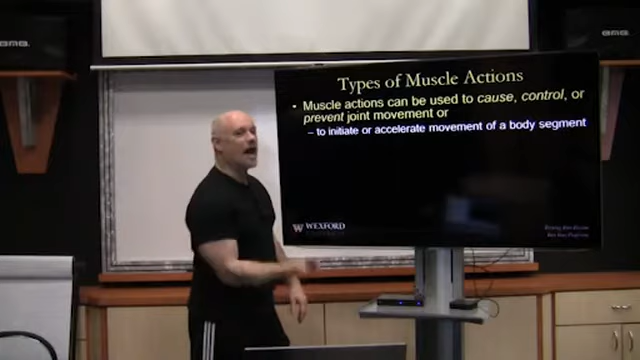 Types of Muscle Actions
• Muscle actions can be used to cause, control, or
prevent joint movement or
– to initiate or accelerate movement of a body segment
W WEXFORD